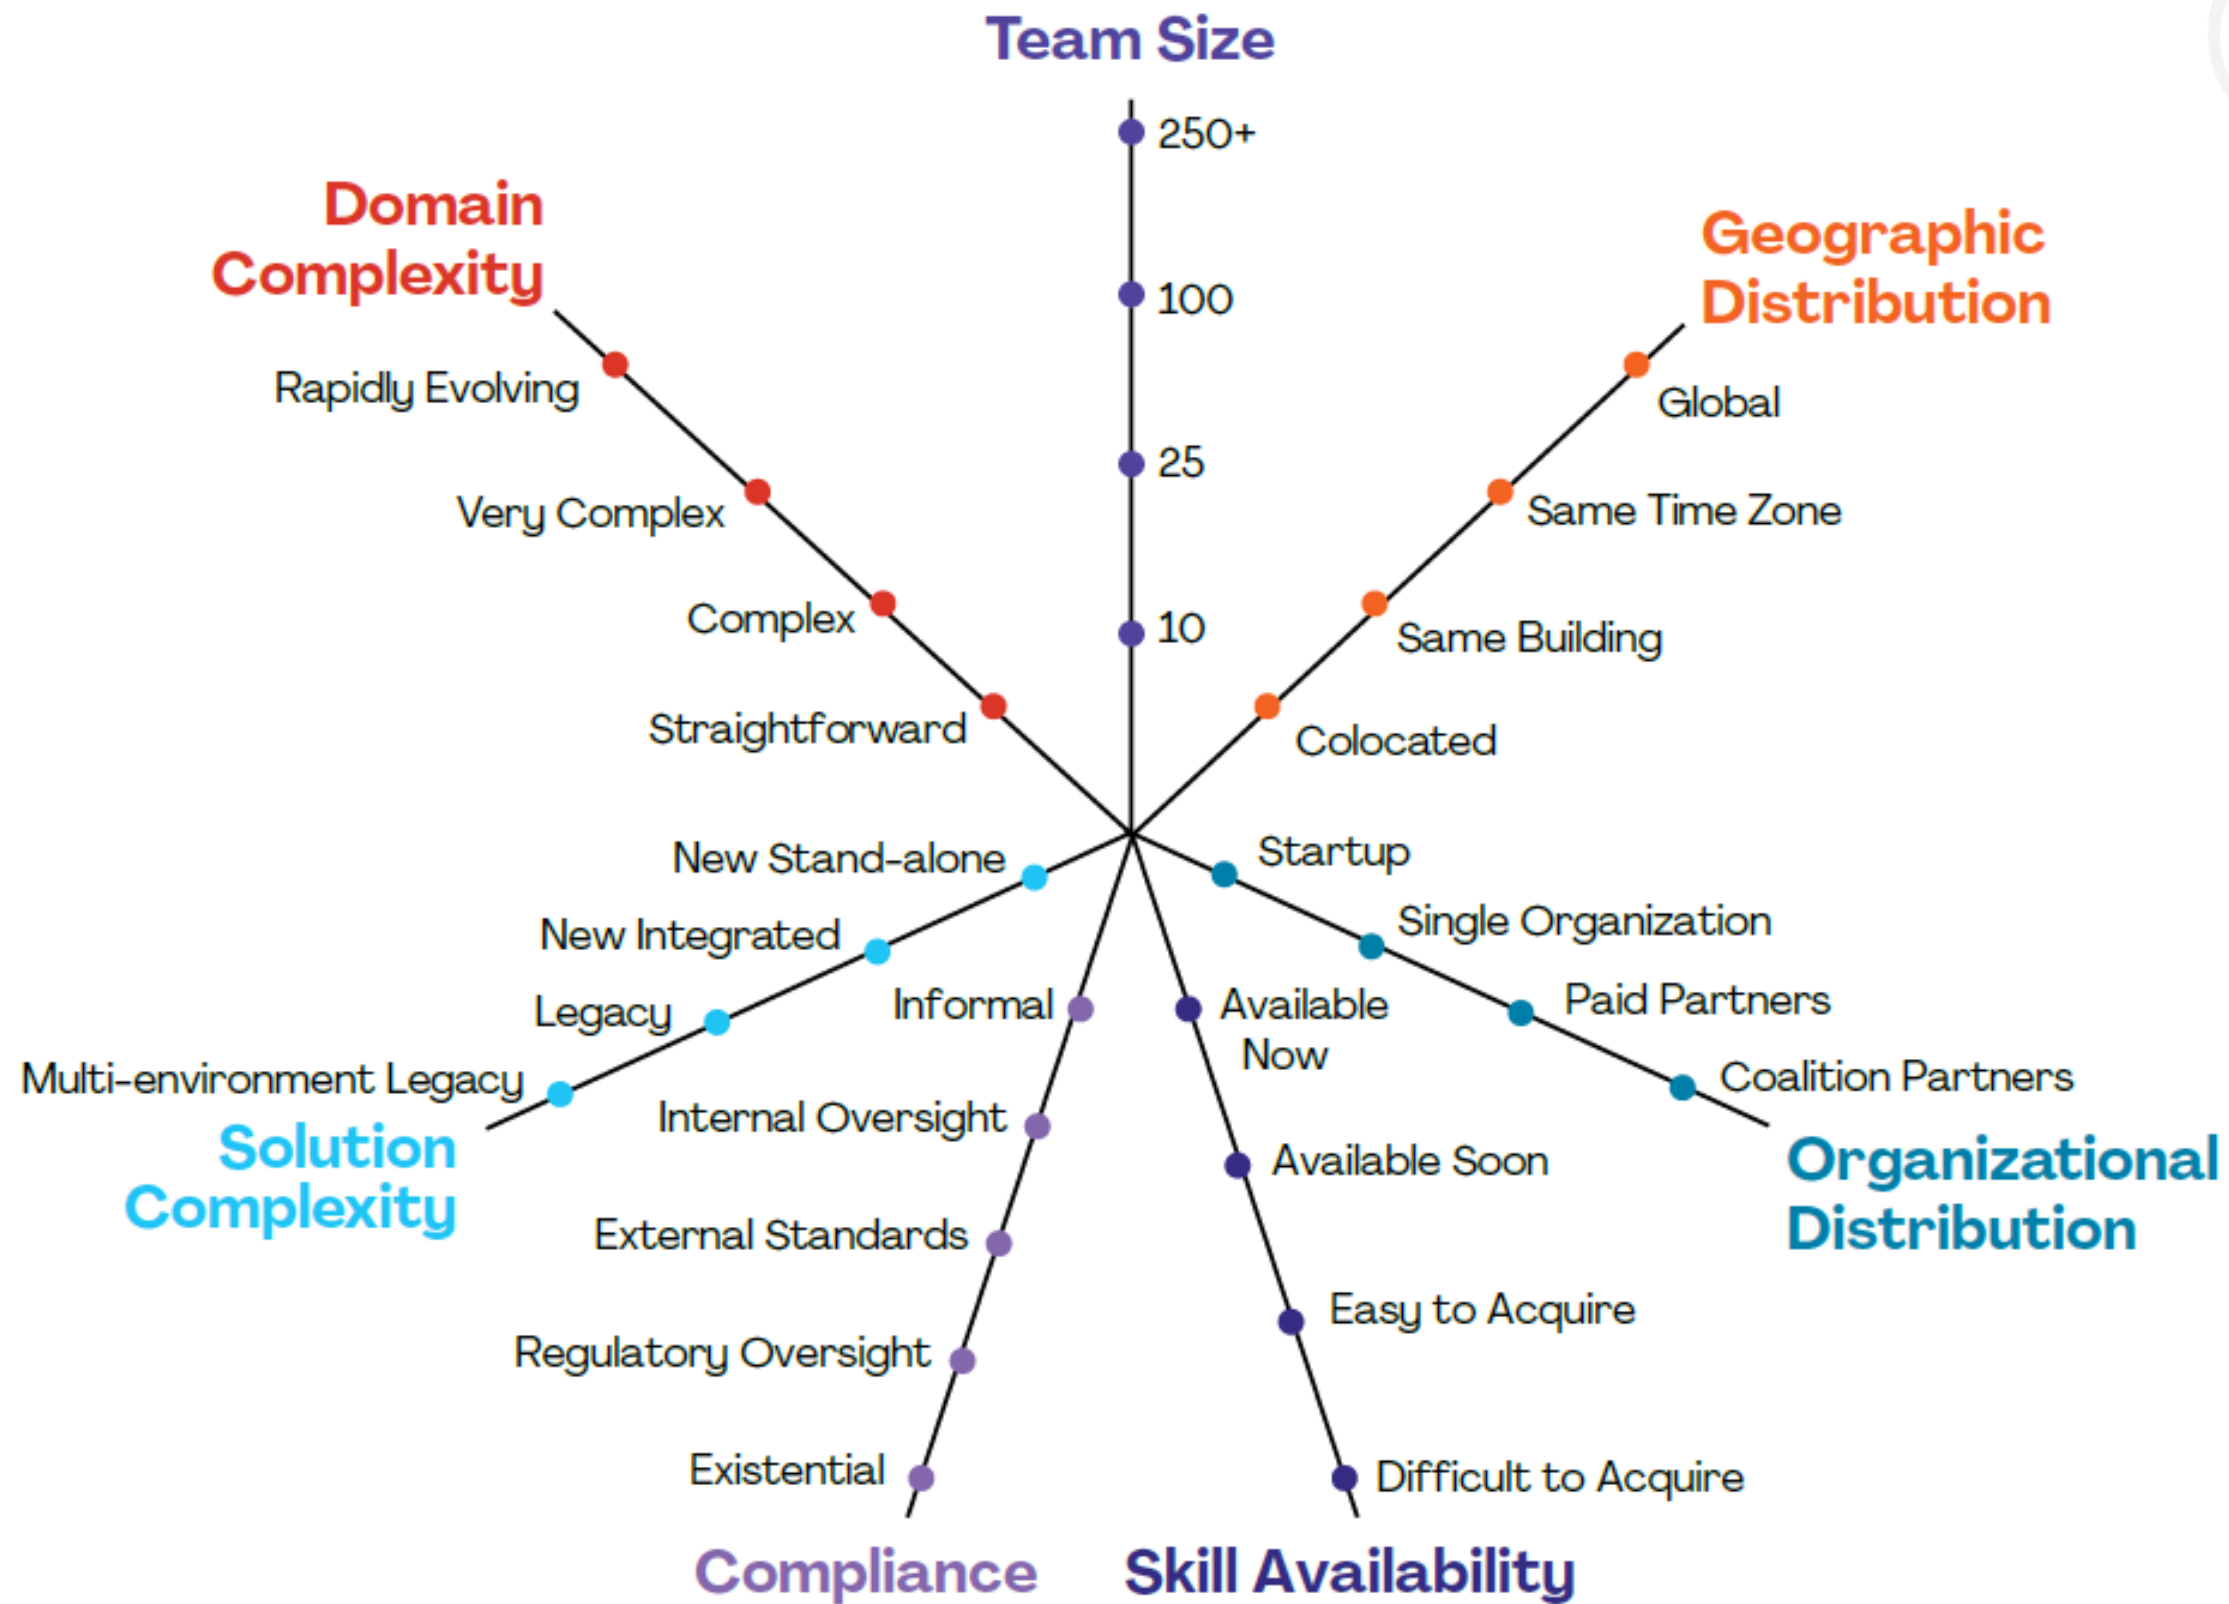 Team Size
250+
100
25
10
Geographic
Distribution
Global
Same Time Zone
Same Building
Colocated
Startup
Single Organization
Paid Partners
Coalition Partners
Organizational
Distribution
Available
Now
Available Soon
Easy to Acquire
Difficult to Acquire
Skill Availability
Informal
Internal Oversight
External Standards
Regulatory Oversight
Existential
Compliance
New Stand-alone
New Integrated
Legacy
Multi-environment Legacy
Solution
Complexity
Domain
Complexity
Rapidly Evolving
Very Complex
Complex
Straightforward